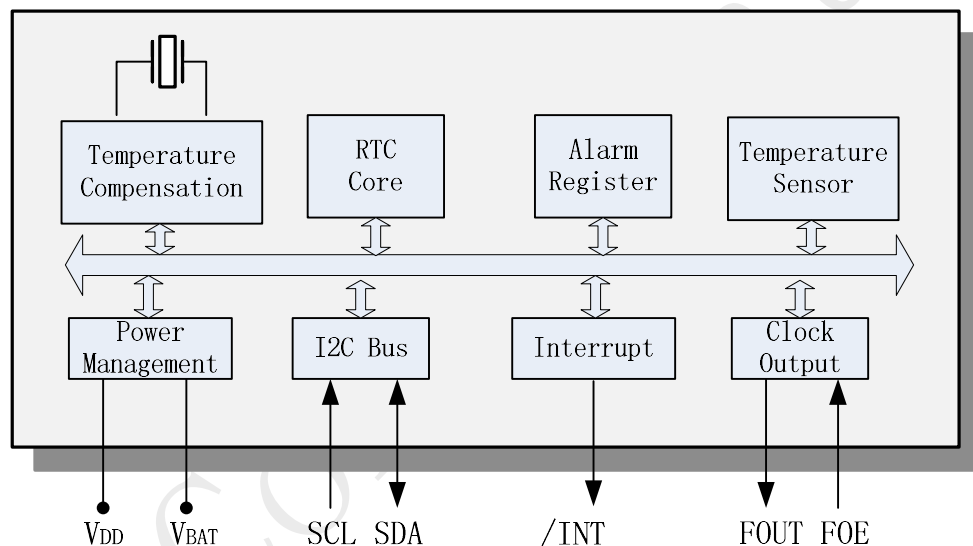 Temperature
Compensation
RTC
Core
Alarm
Register
Temperature
Sensor
Power
Management
I2C Bus
Interrupt
Clock
Output
VDD
VBAT
SCL
SDA
/INT
FOUT
FOE